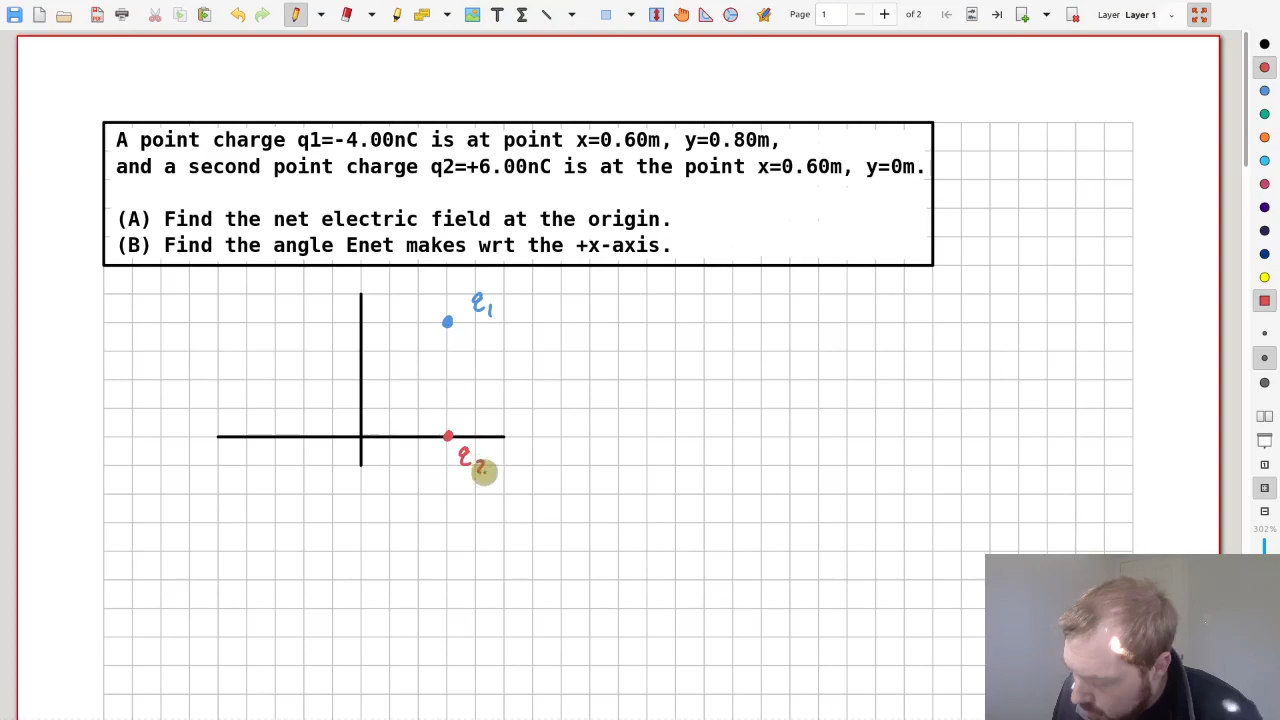 Page 1 of 2 Layer Layer 1
A point charge q1=-4.00nC is at point x=0.60m, y=0.80m,
and a second point charge q2=+6.00nC is at the point x=0.60m, y=0m.
(A) Find the net electric field at the origin.
(B) Find the angle Enet makes wrt the +x-axis.
q1
q2
302%